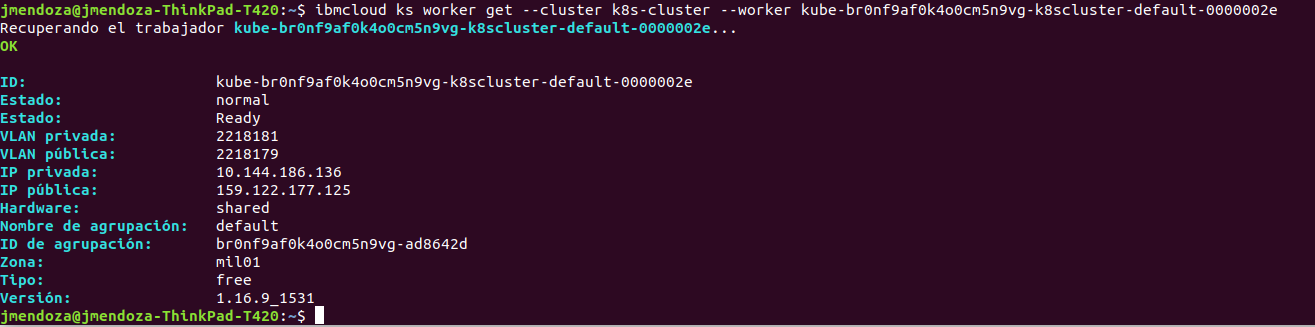 jmendoza@jmendoza-ThinkPad-T420:~$ ibmcloud ks worker get --cluster k8s-cluster --worker kube-br0nf9af0k4o0cm5n9vg-k8scluster-default-0000002e
Recuperando el trabajador kube-br0nf9af0k4o0cm5n9vg-k8scluster-default-0000002e...
OK
ID: kube-br0nf9af0k4o0cm5n9vg-k8scluster-default-0000002e
Estado: normal
Estado: Ready
VLAN privada: 2218181
VLAN pública: 2218179
IP privada: 10.144.186.136
IP pública: 159.122.177.125
Hardware: shared
Nombre de agrupación: default
ID de agrupación: br0nf9af0k4o0cm5n9vg-ad8642d
Zona: mil01
Tipo: free
Versión: 1.16.9_1531
jmendoza@jmendoza-ThinkPad-T420:~$